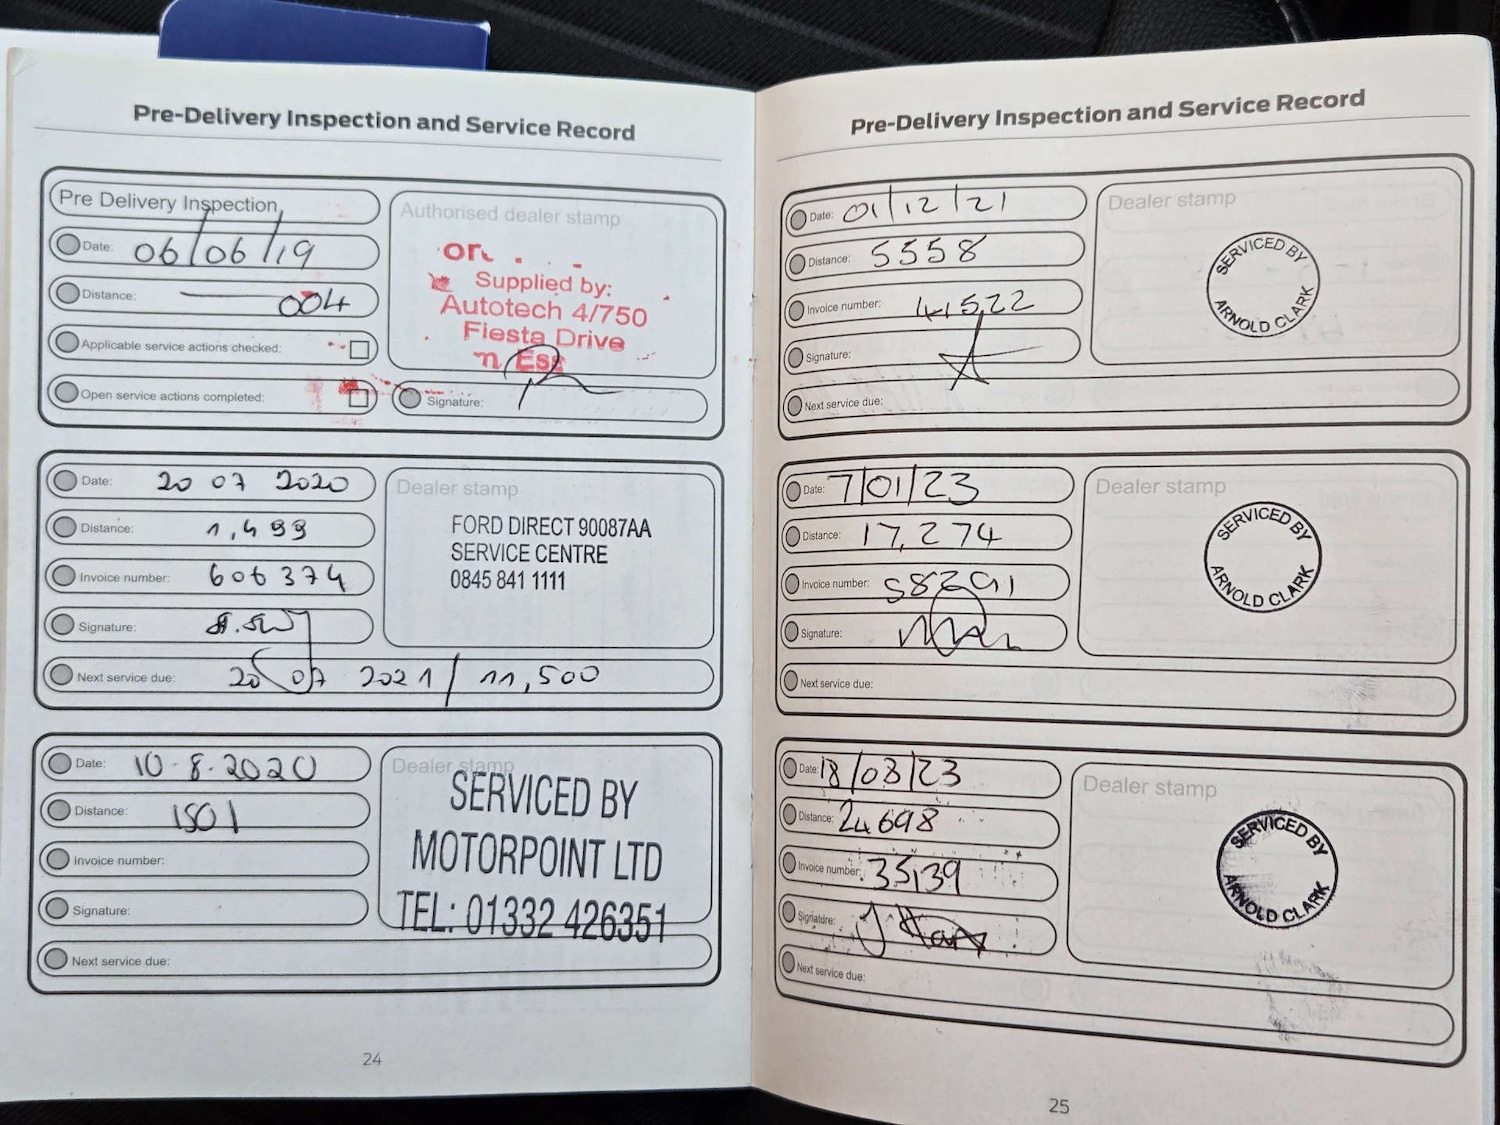 Pre-Delivery Inspection and Service Record
Pre Delivery Inspection
Date: 06/06/19
Distance: 004
Applicable service actions checked:
Open service actions completed:
Authorised dealer stamp
Supplied by:
Autotech 4/750
Fiesta Drive
Signature:
Date: 20 07 2020
Distance: 1,499
Invoice number: 606374
Signature:
Next service due: 20 07 2021 / 11,500
Dealer stamp
FORD DIRECT 90087AA
SERVICE CENTRE
0845 841 1111
Date: 10-8-2020
Distance: 1501
Invoice number:
Signature:
Next service due:
Dealer stamp
SERVICED BY
MOTORPOINT LTD
TEL: 01332 426351
24
Pre-Delivery Inspection and Service Record
Date: 01/12/21
Distance: 5558
Invoice number: 41522
Signature:
Next service due:
Dealer stamp
SERVICED BY
ARNOLD CLARK
Date: 7/01/23
Distance: 17,274
Invoice number: 58291
Signature:
Next service due:
Dealer stamp
SERVICED BY
ARNOLD CLARK
Date: 18/08/23
Distance: 24698
Invoice number: 35139
Signature:
Next service due:
Dealer stamp
SERVICED BY
ARNOLD CLARK
25